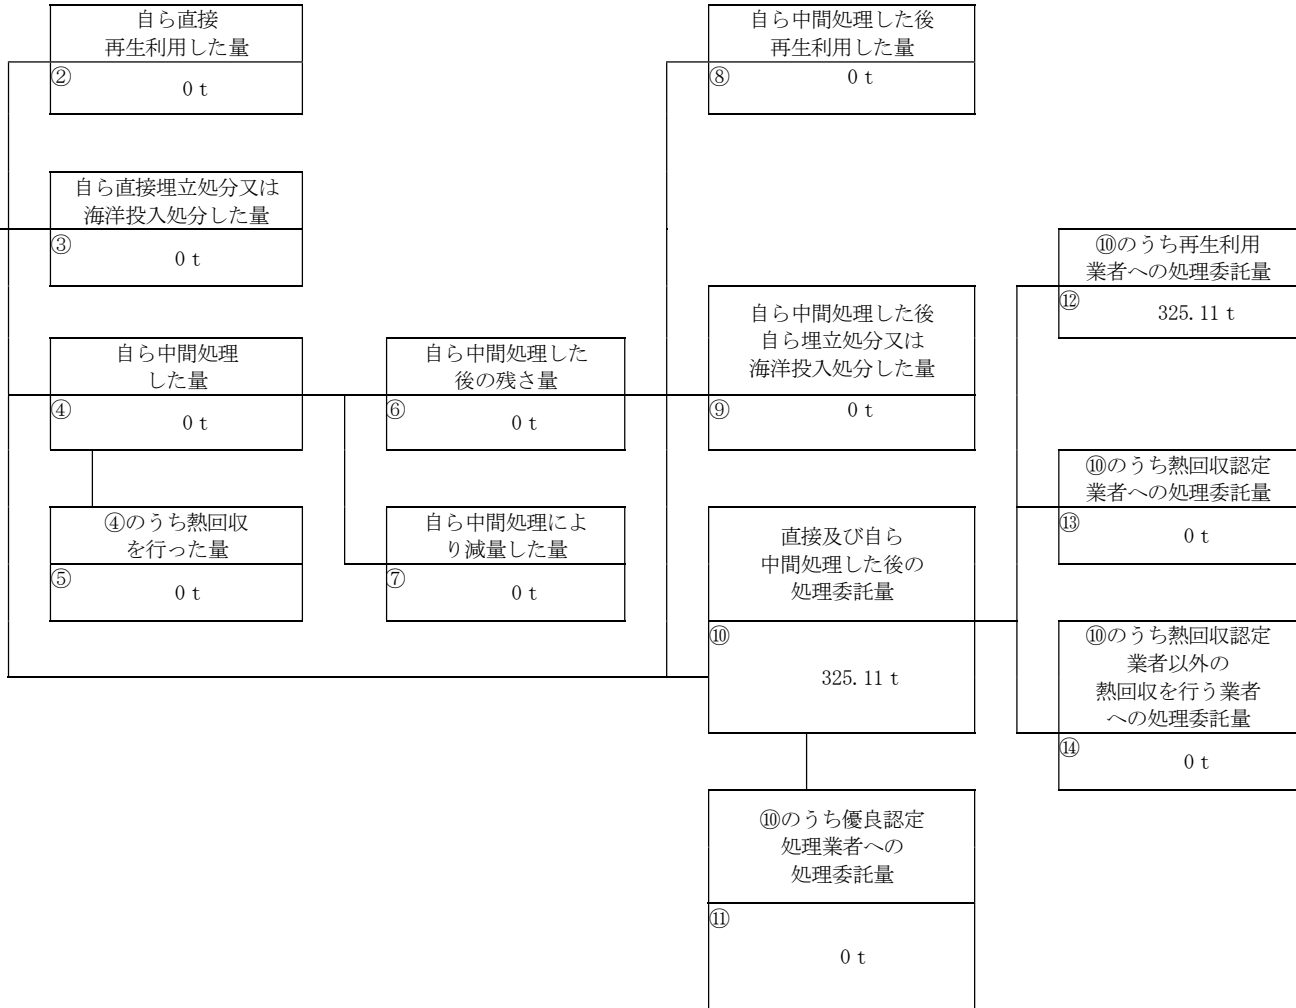 自ら直接
再生利用した量
②
0 t
自ら中間処理した後
再生利用した量
⑧
0 t
自ら直接埋立処分又は
海洋投入処分した量
③
0 t
⑩のうち再生利用
業者への処理委託量
⑫
325.11 t
自ら中間処理した後
自ら埋立処分又は
海洋投入処分した量
⑨
0 t
自ら中間処理
した量
④
0 t
自ら中間処理した
後の残さ量
⑥
0 t
⑩のうち熱回収認定
業者への処理委託量
⑬
0 t
④のうち熱回収
を行った量
⑤
0 t
自ら中間処理によ
り減量した量
⑦
0 t
直接及び自ら
中間処理した後の
処理委託量
⑩
325.11 t
⑩のうち熱回収認定
業者以外の
熱回収を行う業者
への処理委託量
⑭
0 t
⑩のうち優良認定
処理業者への
処理委託量
⑪
0 t